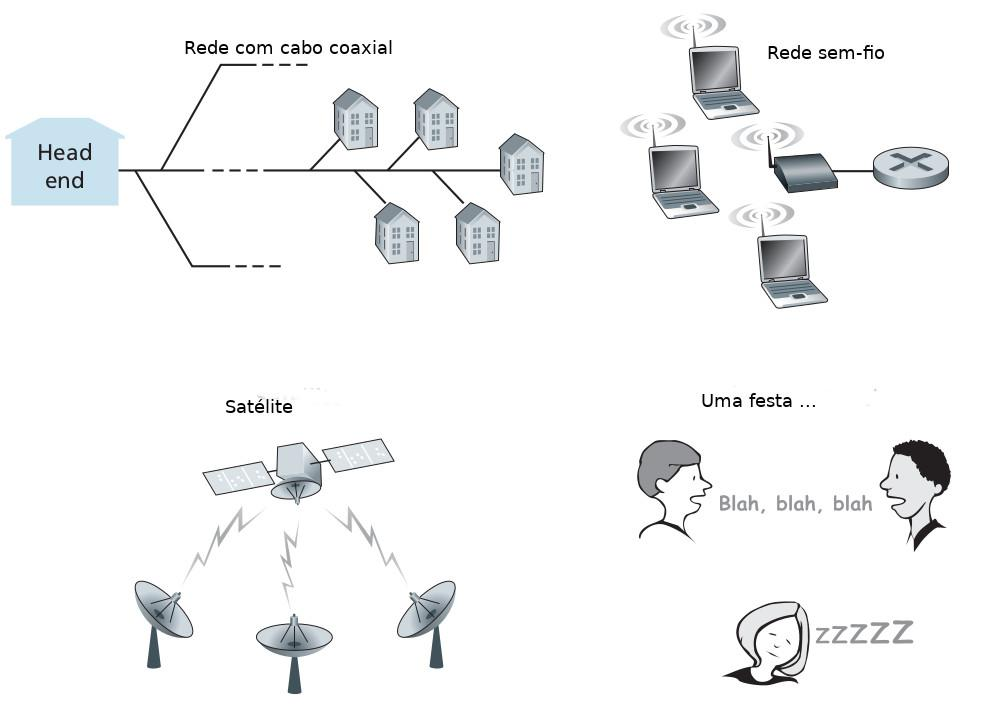 Rede com cabo coaxial
Head
end
Rede sem-fio
Satélite
Uma festa ...
Blah, blah, blah
zzzzz